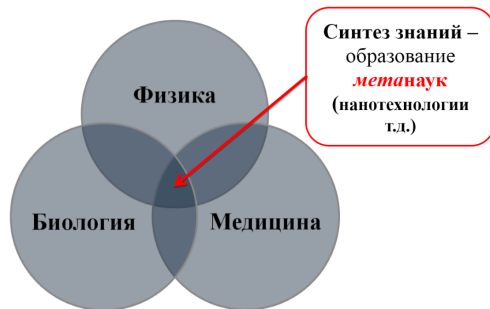 Физика
Биология
Медицина
Синтез знаний –
образование
метанаук
(нанотехнологии
т.д.)